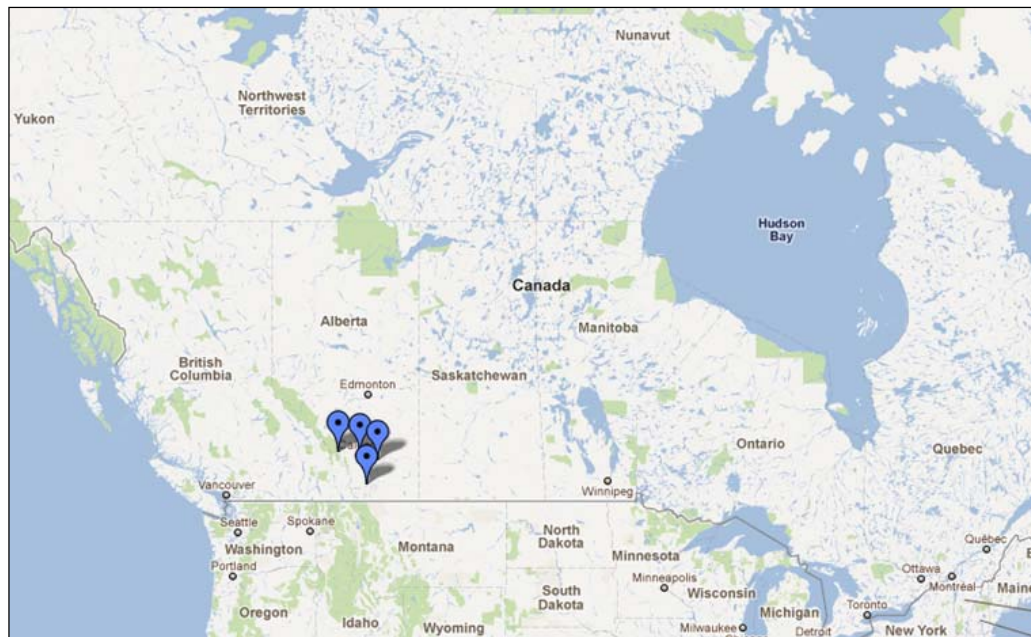 Nunavut
Northwest
Territories
Yukon
Hudson
Bay
Canada
Alberta
Manitoba
British
Columbia
Saskatchewan
Edmonton
Ontario
Quebec
Vancouver
Winnipeg
Seattle
Spokane
Washington
Montana
North
Dakota
Minnesota
Québec
Portland
Minneapolis
Ottawa
Montréal
Maine
Oregon
Idaho
Wyoming
South
Dakota
Wisconsin
Michigan
Toronto
Milwaukee
Detroit
New York